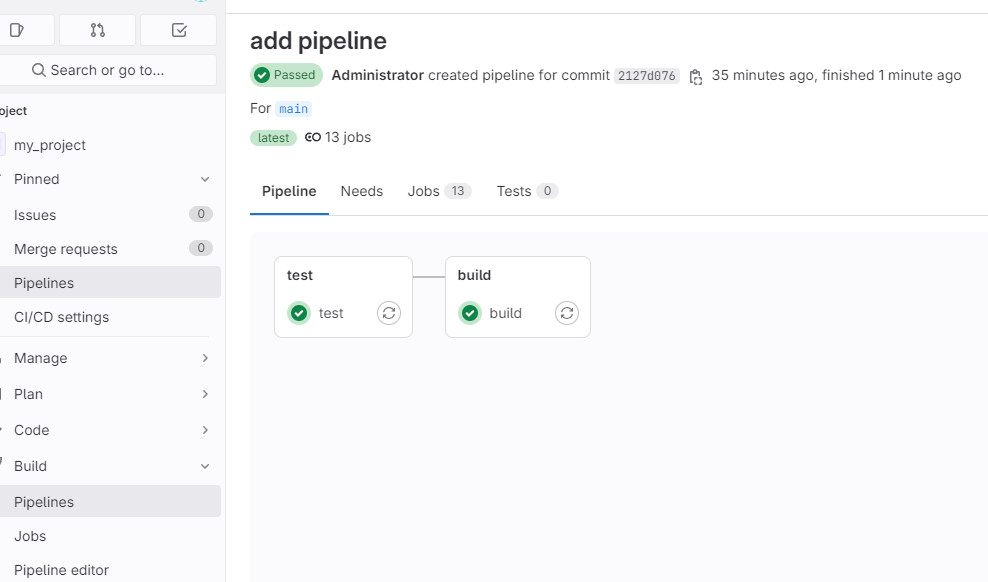 add pipeline
Passed Administrator created pipeline for commit 2127d076 35 minutes ago, finished 1 minute ago
For main
latest 13 jobs
Pipeline Needs Jobs 13 Tests 0
test
test
build
build
Search or go to...
oject
my_project
Pinned
Issues 0
Merge requests 0
Pipelines
CI/CD settings
Manage
Plan
Code
Build
Pipelines
Jobs
Pipeline editor